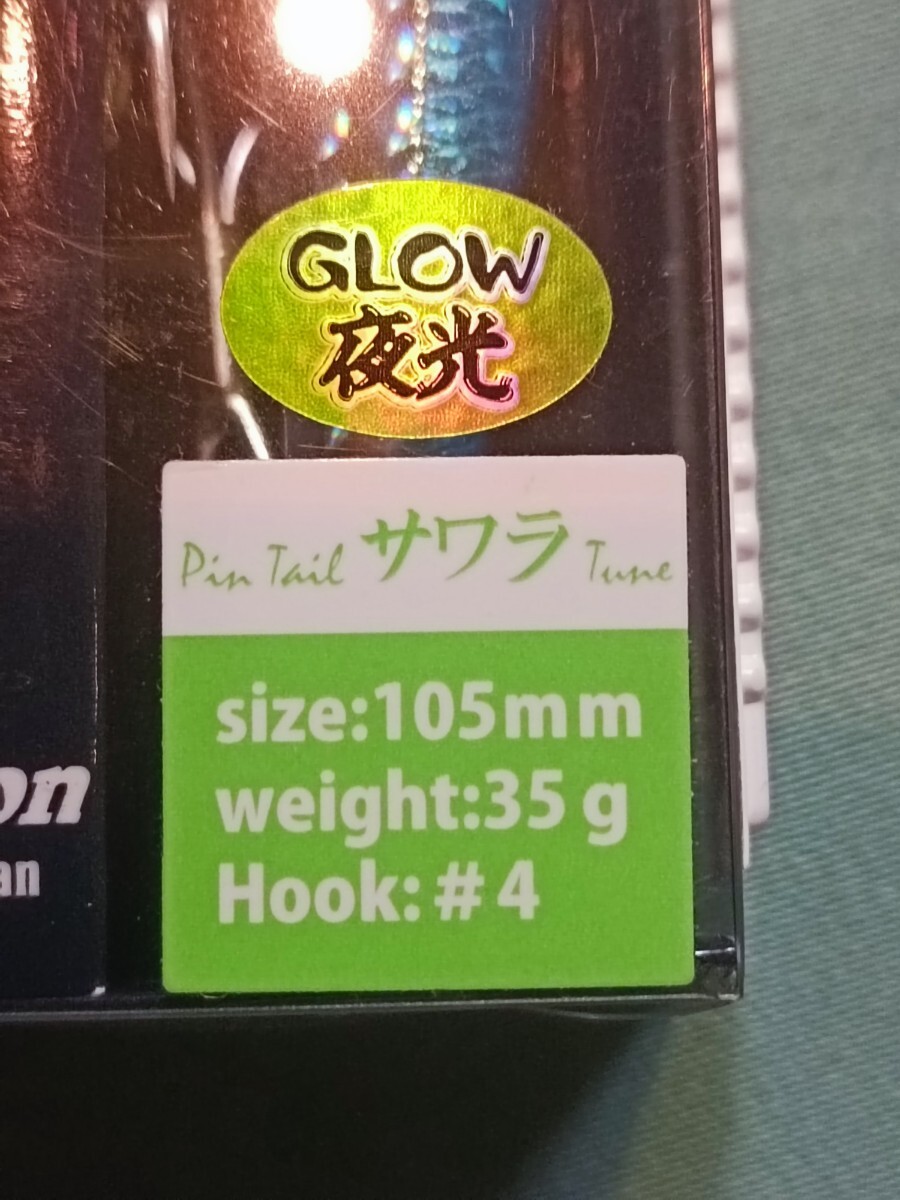 GLOW
夜光
Pin Tail サワラ Tune
size:105mm
weight:35g
Hook:#4